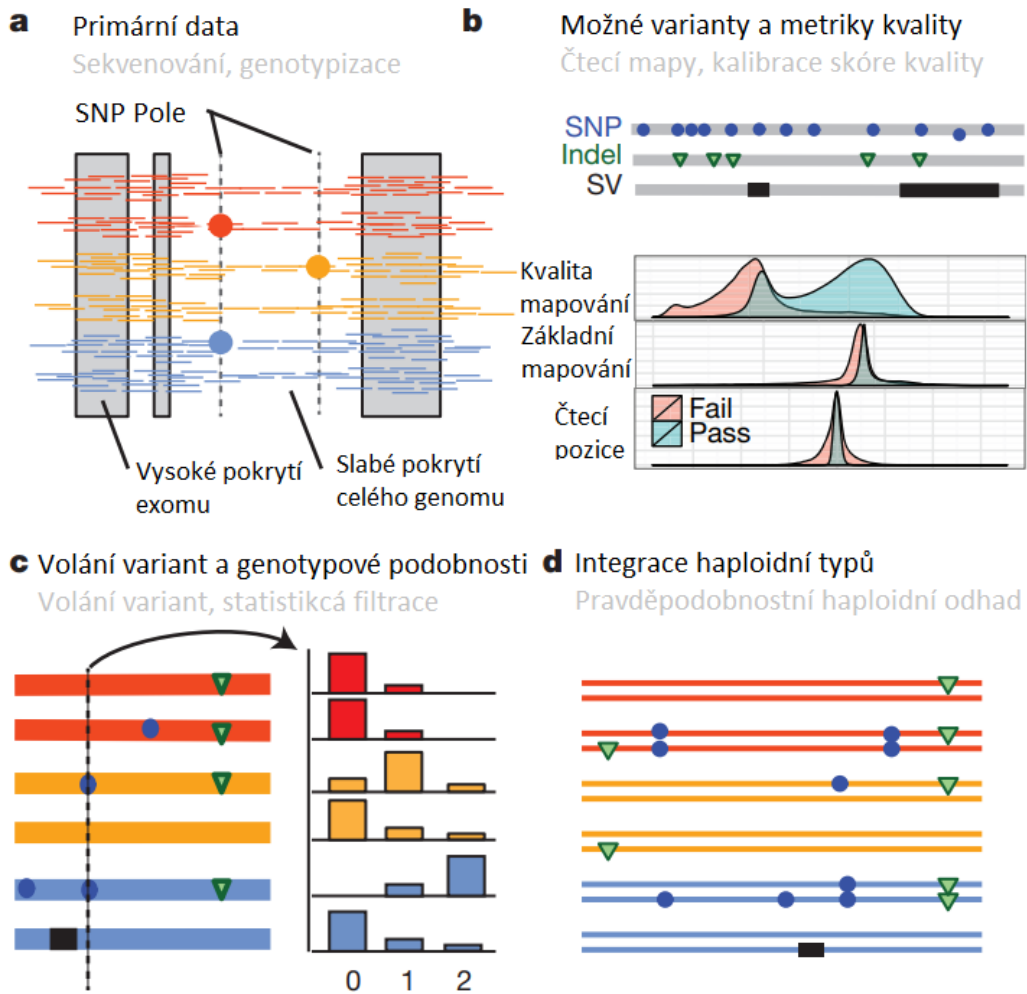 a Primární data
Sekvenování, genotypizace
SNP Pole
Vysoké pokrytí
exomu
Slabé pokrytí
celého genomu
b Možné varianty a metriky kvality
Čtecí mapy, kalibrace skóre kvality
SNP
Indel
SV
Kvalita
mapování
Základní
mapování
Čtecí
pozice
Fail
Pass
c Volání variant a genotypové podobnosti
Volání variant, statistikcá filtrace
0 1 2
d Integrace haploidní typů
Pravděpodobnostní haploidní odhad